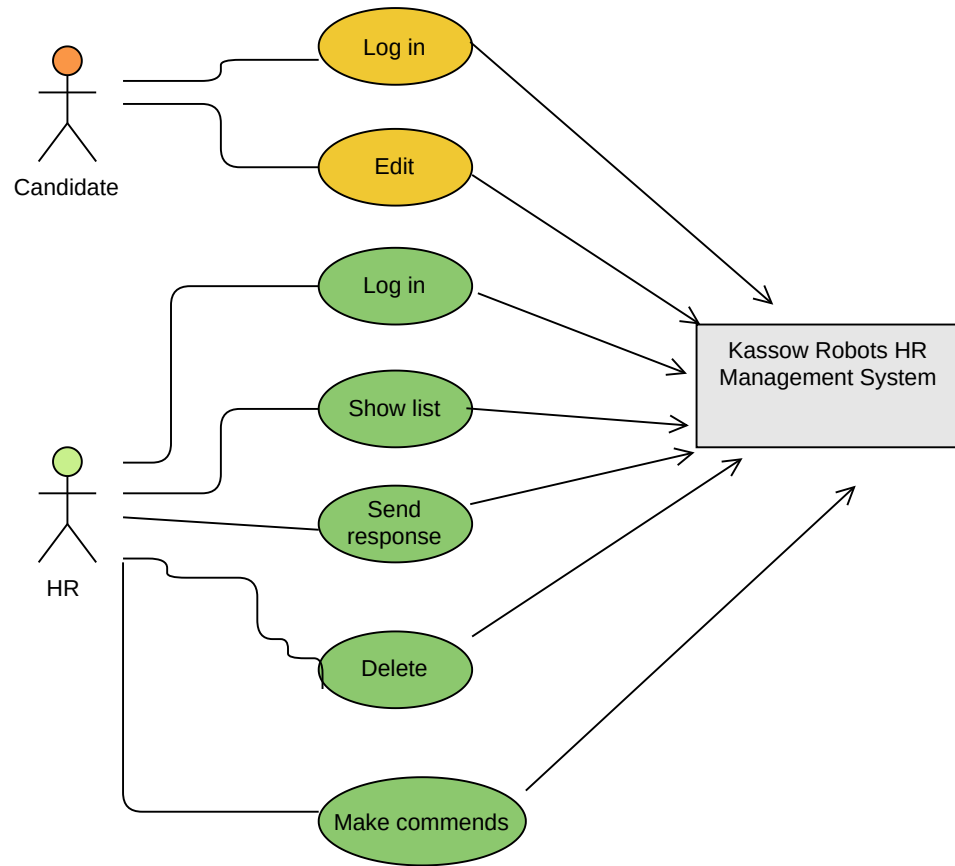 Log in
Edit
Candidate
Log in
Kassow Robots HR
Management System
Show list
Send
response
HR
Delete
Make commends